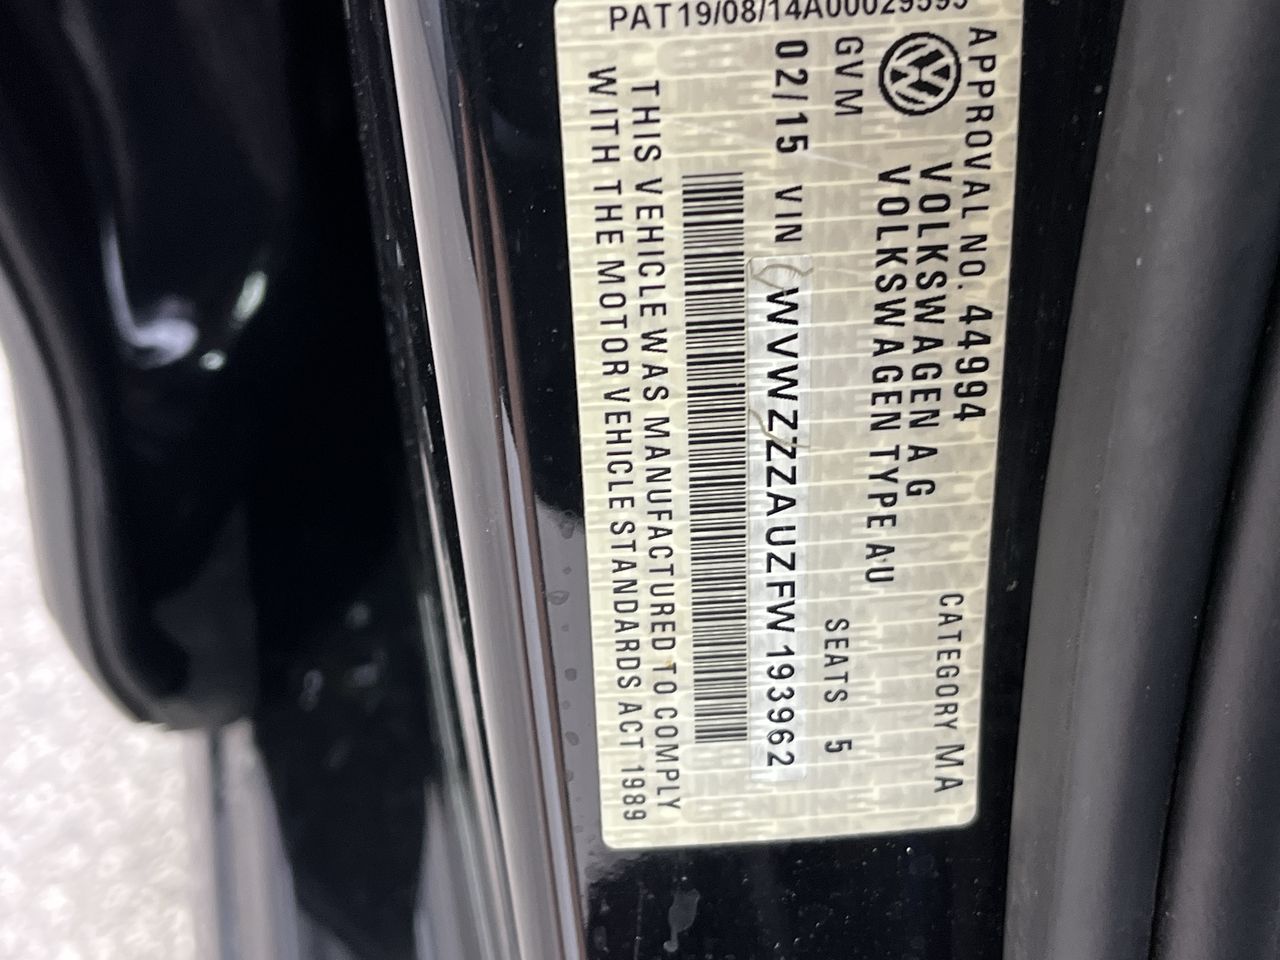 APPROVAL NO. 44994 CATEGORY MA
VOLKSWAGEN AG
VOLKSWAGEN TYPE AU
GVM SEATS 5
02/15 VIN WVWZZZAUZFW193962
THIS VEHICLE WAS MANUFACTURED TO COMPLY
WITH THE MOTOR VEHICLE STANDARDS ACT 1989
PAT19/08/14A00029595